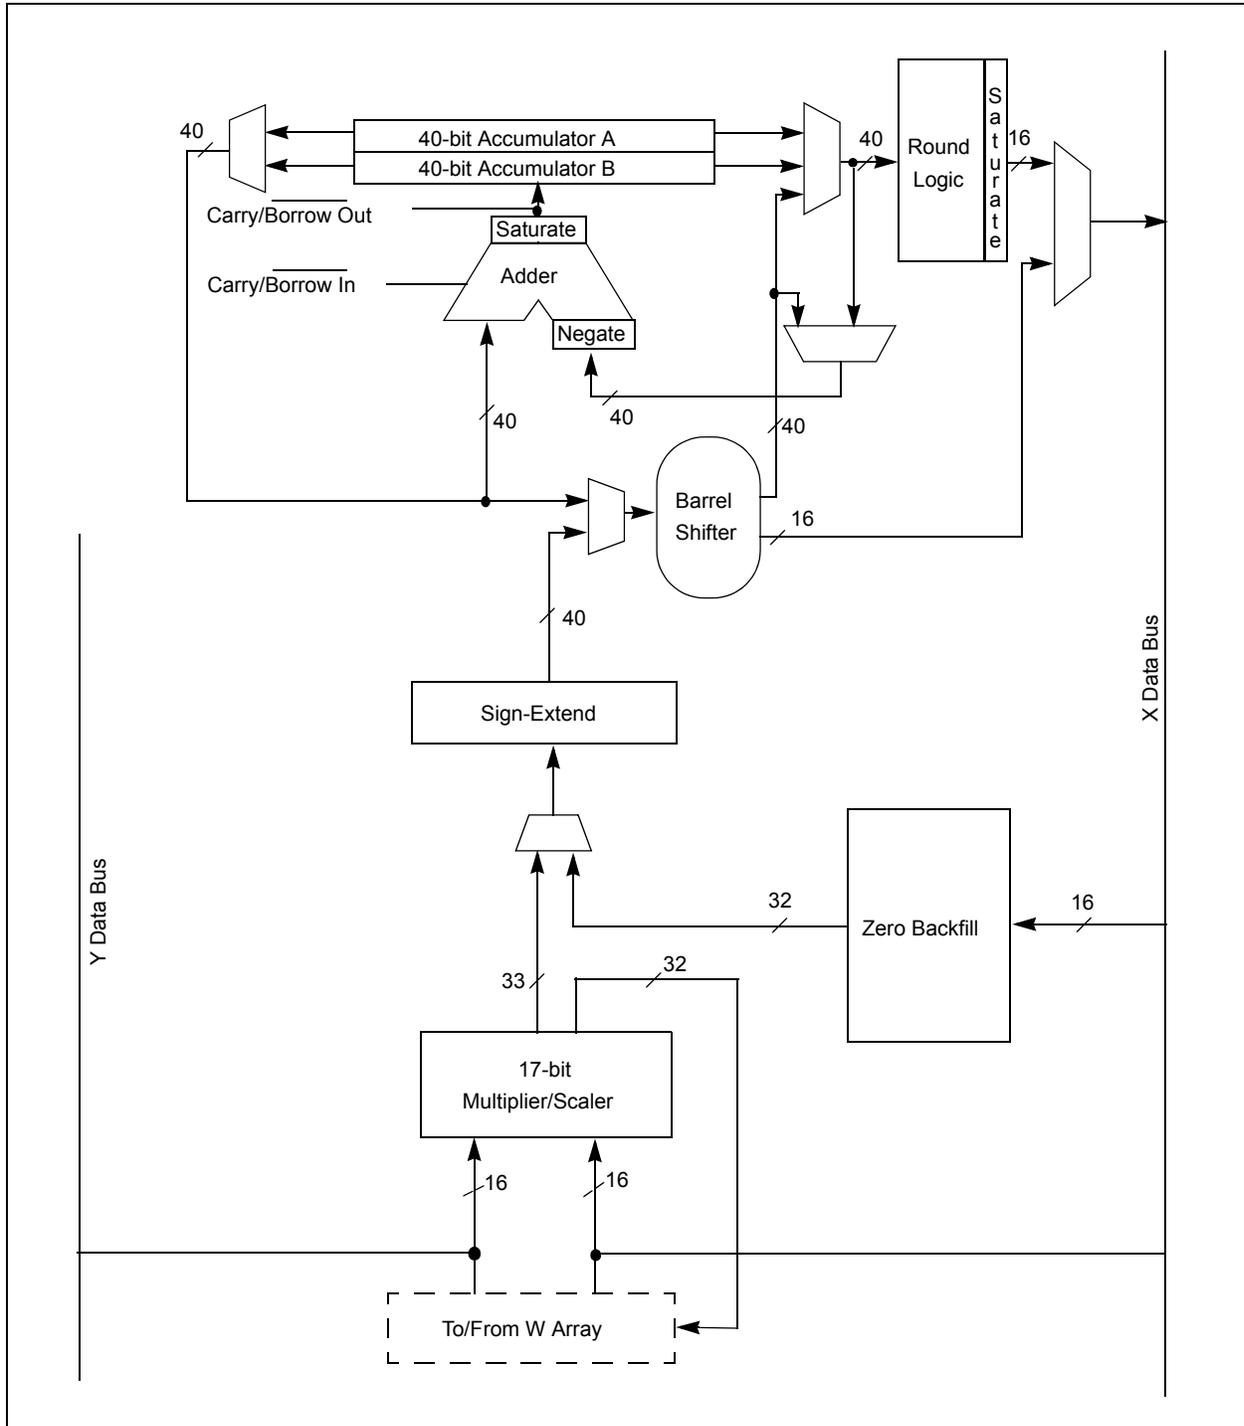 40
40-bit Accumulator A
40-bit Accumulator B
Carry/Borrow Out
Saturate
Carry/Borrow In
Adder
Negate
40
Round
Logic
Saturate
16
40
40
40
Barrel
Shifter
16
40
Sign-Extend
X Data Bus
Y Data Bus
32
Zero Backfill
16
33
32
17-bit
Multiplier/Scaler
16
16
To/From W Array